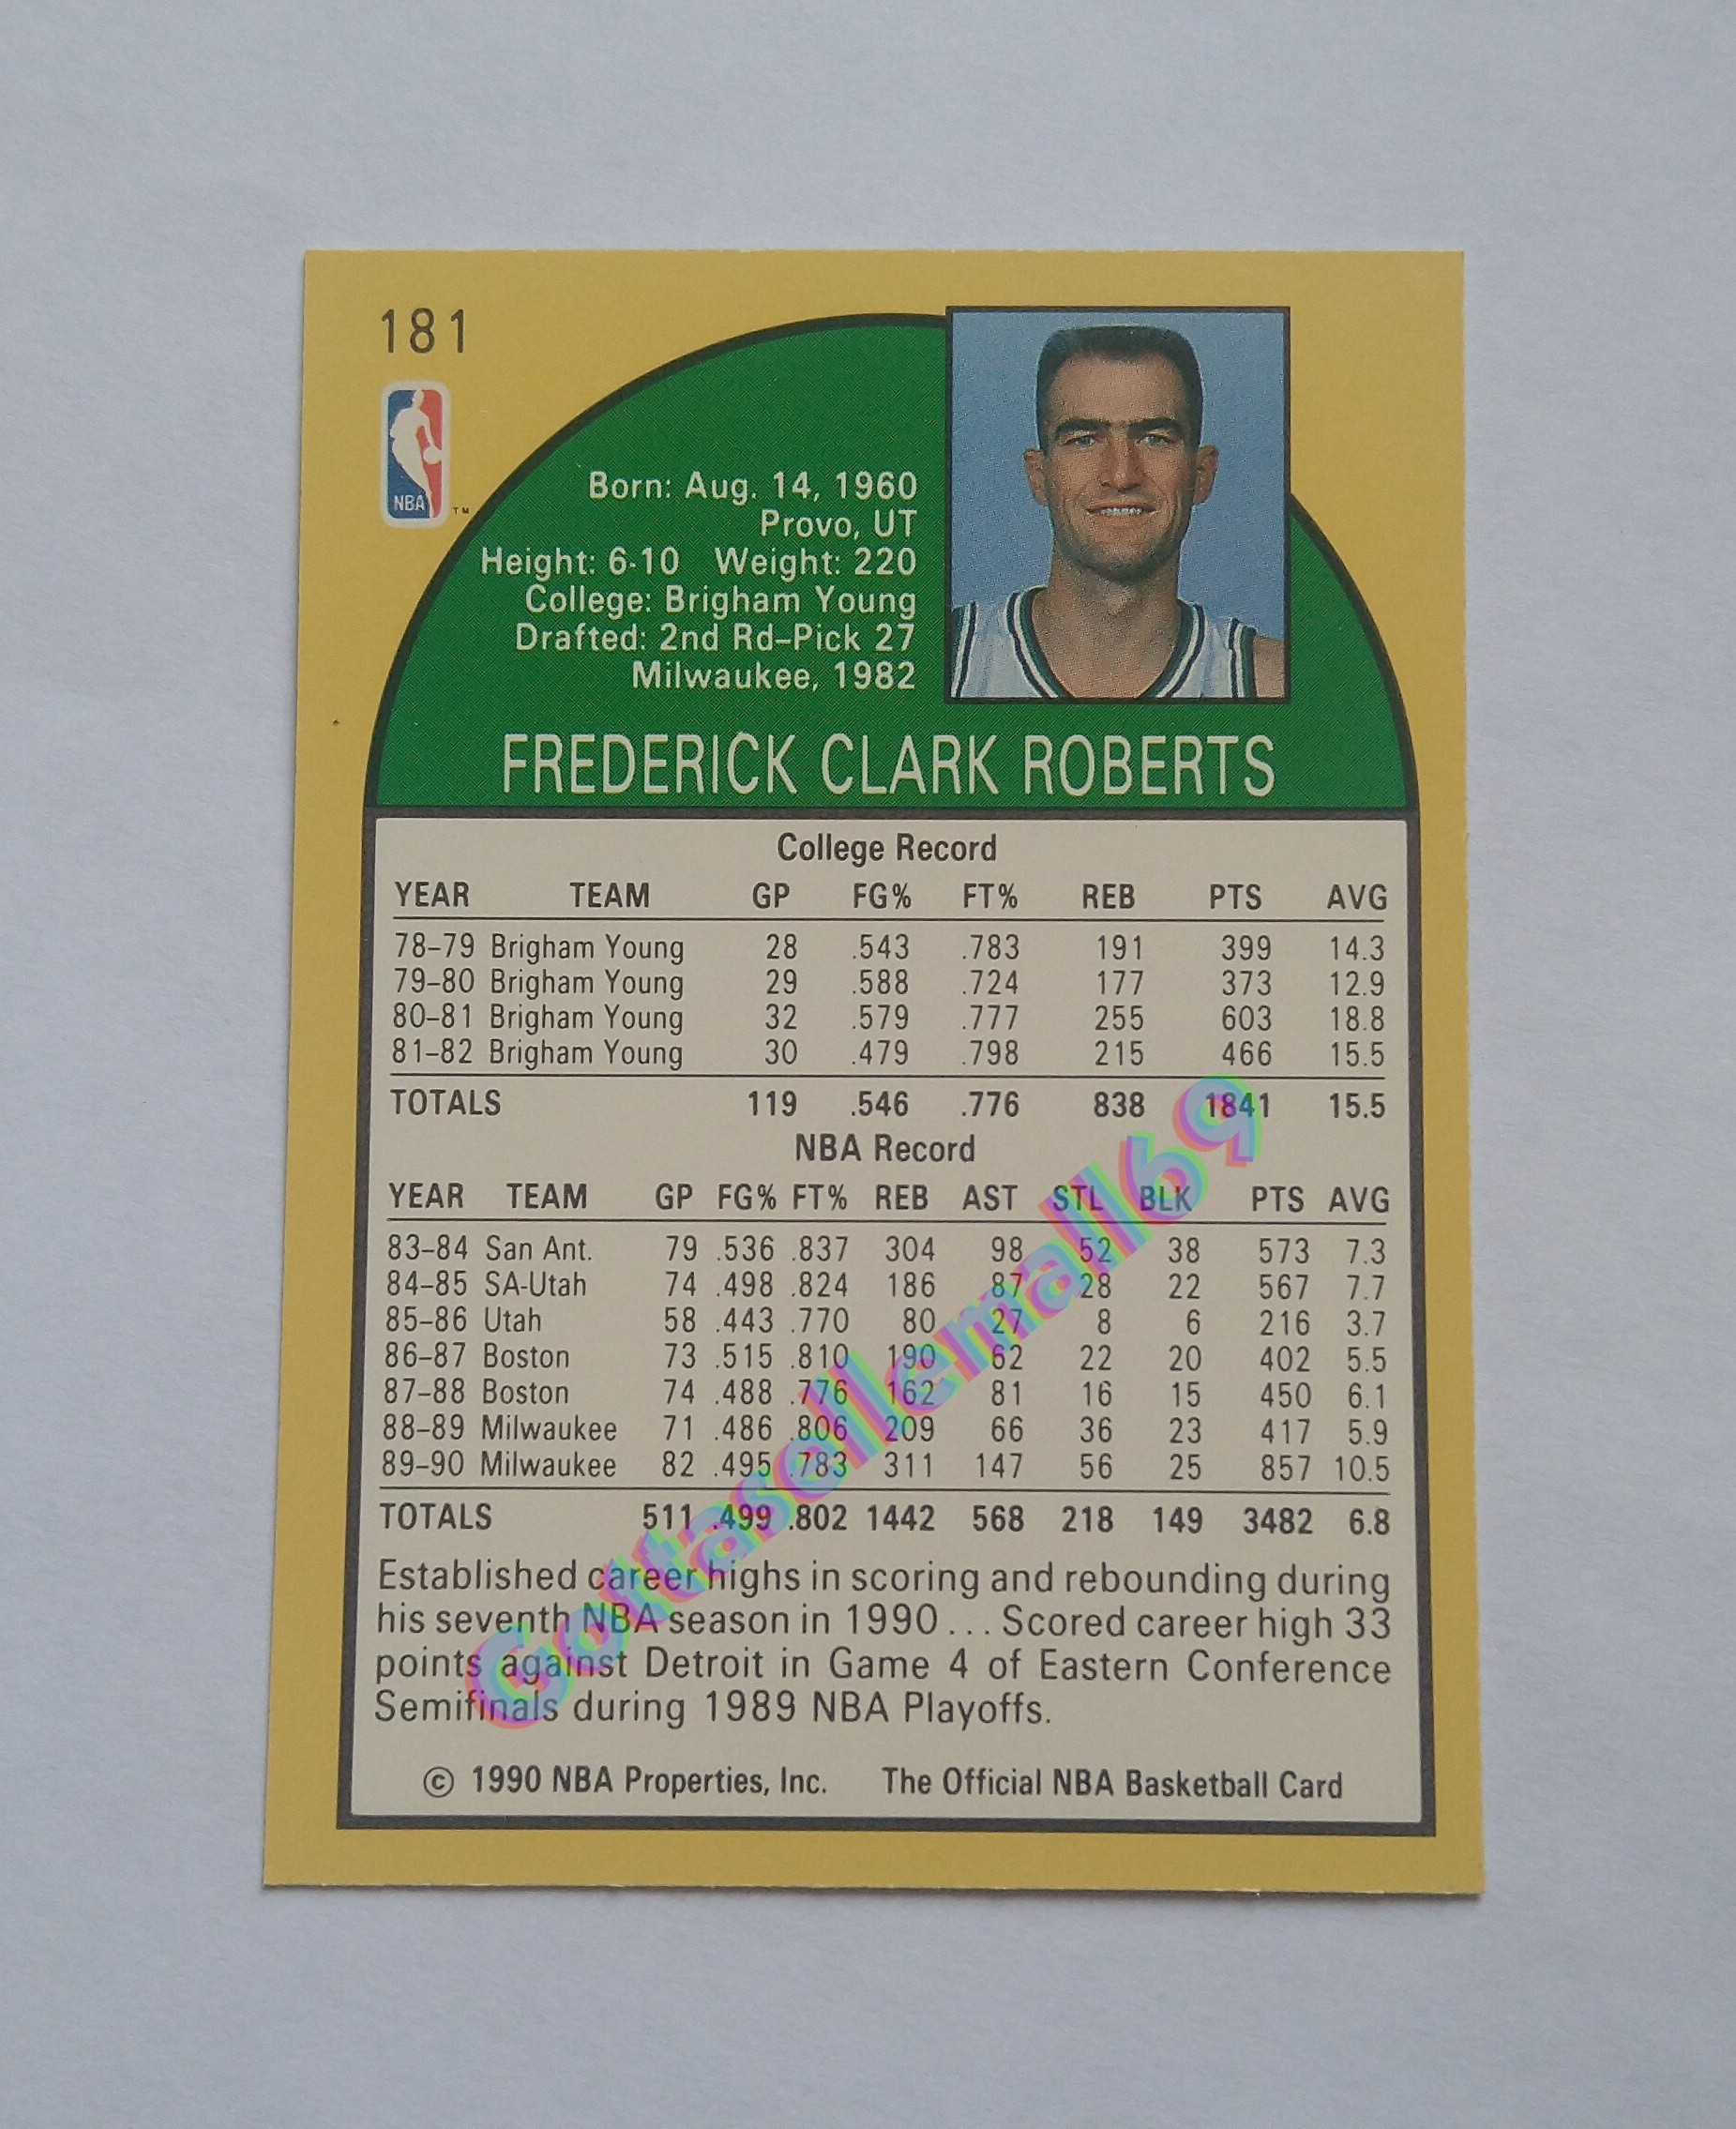 181
NBA
TM
Born: Aug. 14, 1960
Provo, UT
Height: 6-10 Weight: 220
College: Brigham Young
Drafted: 2nd Rd-Pick 27
Milwaukee, 1982
FREDERICK CLARK ROBERTS
College Record
YEAR TEAM GP FG% FT% REB PTS AVG
78-79 Brigham Young 28 .543 .783 191 399 14.3
79-80 Brigham Young 29 .588 .724 177 373 12.9
80-81 Brigham Young 32 .579 .777 255 603 18.8
81-82 Brigham Young 30 .479 .798 215 466 15.5
TOTALS 119 .546 .776 838 1841 15.5
NBA Record
YEAR TEAM GP FG% FT% REB AST STL BLK PTS AVG
83-84 San Ant. 79 .536 .837 304 98 52 38 573 7.3
84-85 SA-Utah 74 .498 .824 186 87 28 22 567 7.7
85-86 Utah 58 .443 .770 80 27 8 6 216 3.7
86-87 Boston 73 .515 .810 190 62 22 20 402 5.5
87-88 Boston 74 .488 .776 162 81 16 15 450 6.1
88-89 Milwaukee 71 .486 .806 209 66 36 23 417 5.9
89-90 Milwaukee 82 .495 .783 311 147 56 25 857 10.5
TOTALS 511 .499 .802 1442 568 218 149 3482 6.8
Established career highs in scoring and rebounding during
his seventh NBA season in 1990 ... Scored career high 33
points against Detroit in Game 4 of Eastern Conference
Semifinals during 1989 NBA Playoffs.
© 1990 NBA Properties, Inc. The Official NBA Basketball Card
Gottasellemall69